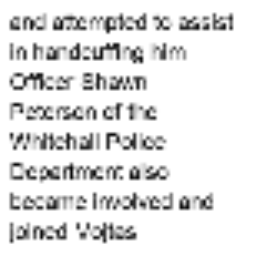 and attempted to assist
in handcuffing him
Officer Shawn
Peterson of the
Whitehall Police
Department also
became involved and
joined Vojtas